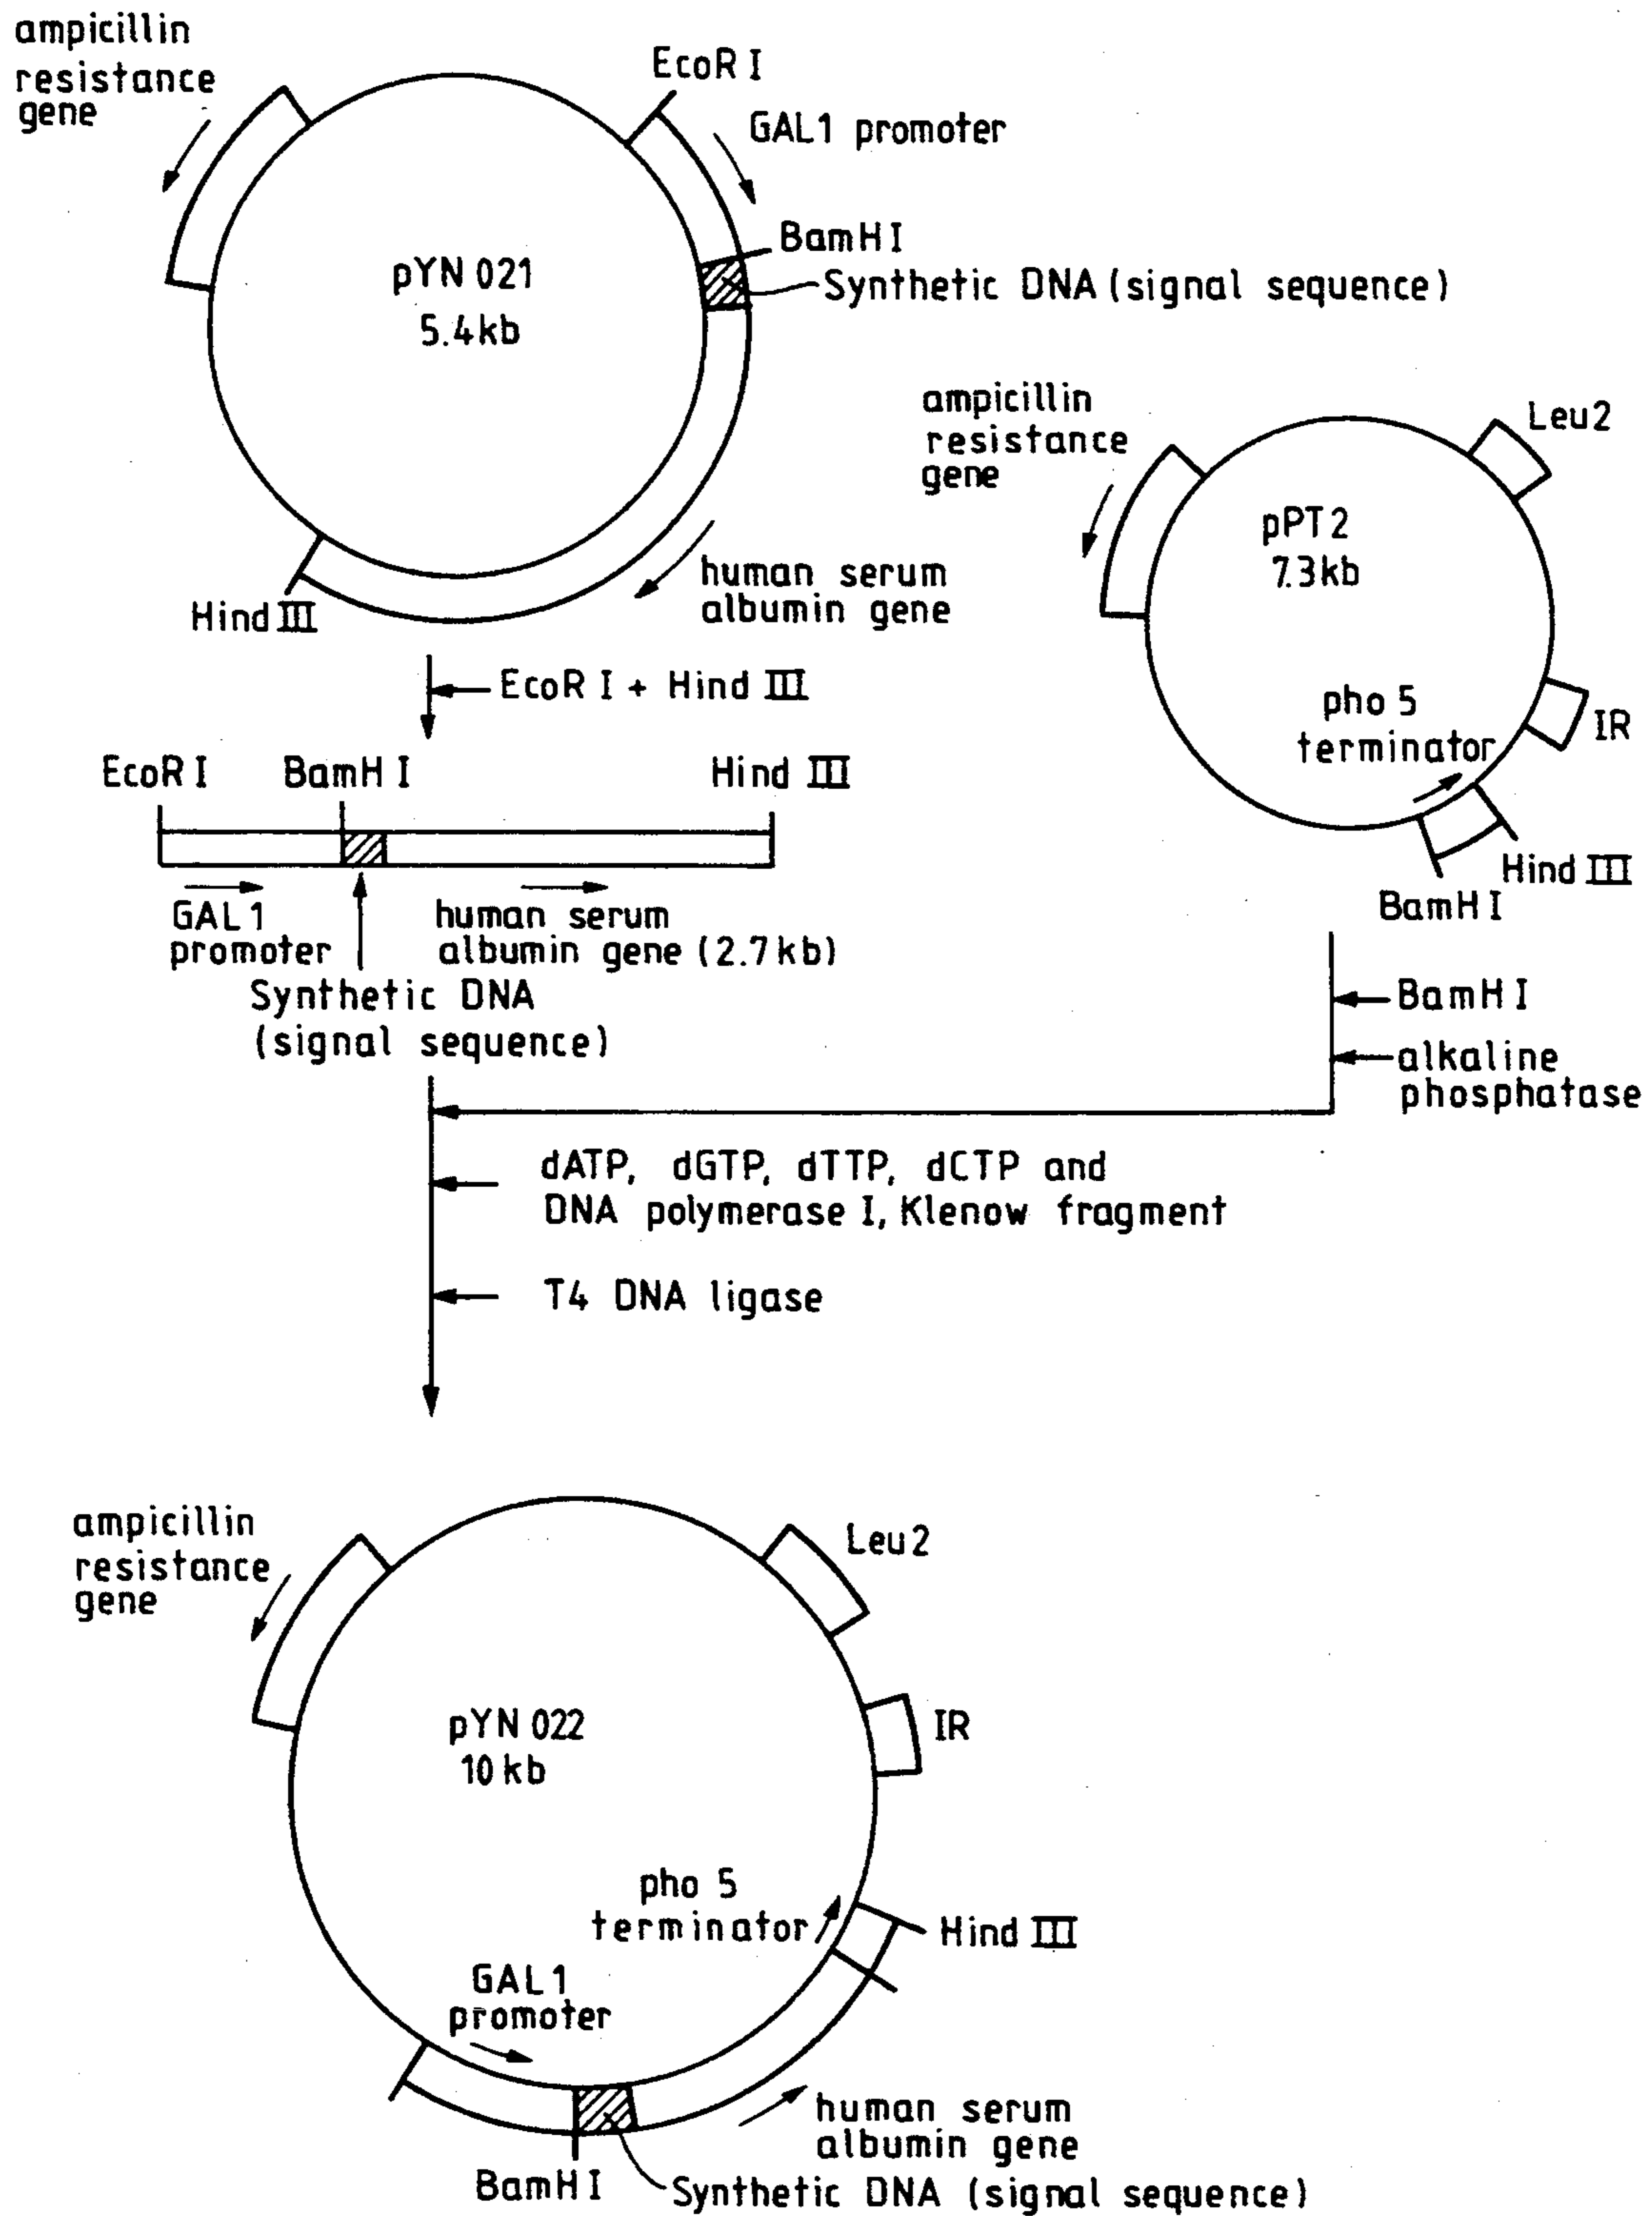 ampicillin
resistance
gene
EcoR I
GAL1 promoter
BamH I
Synthetic DNA (signal sequence)
pYN 021
5.4kb
human serum
albumin gene
Hind III
EcoR I + Hind III
ampicillin
resistance
gene
Leu2
pPT2
7.3kb
IR
pho 5
terminator
Hind III
BamH I
EcoR I
BamH I
Hind III
GAL1
promoter
human serum
albumin gene (2.7kb)
Synthetic DNA
(signal sequence)
BamH I
alkaline
phosphatase
dATP, dGTP, dTTP, dCTP and
DNA polymerase I, Klenow fragment
T4 DNA ligase
ampicillin
resistance
gene
Leu2
IR
pYN 022
10 kb
pho 5
terminator
Hind III
GAL1
promoter
human serum
albumin gene
BamH I
Synthetic DNA (signal sequence)